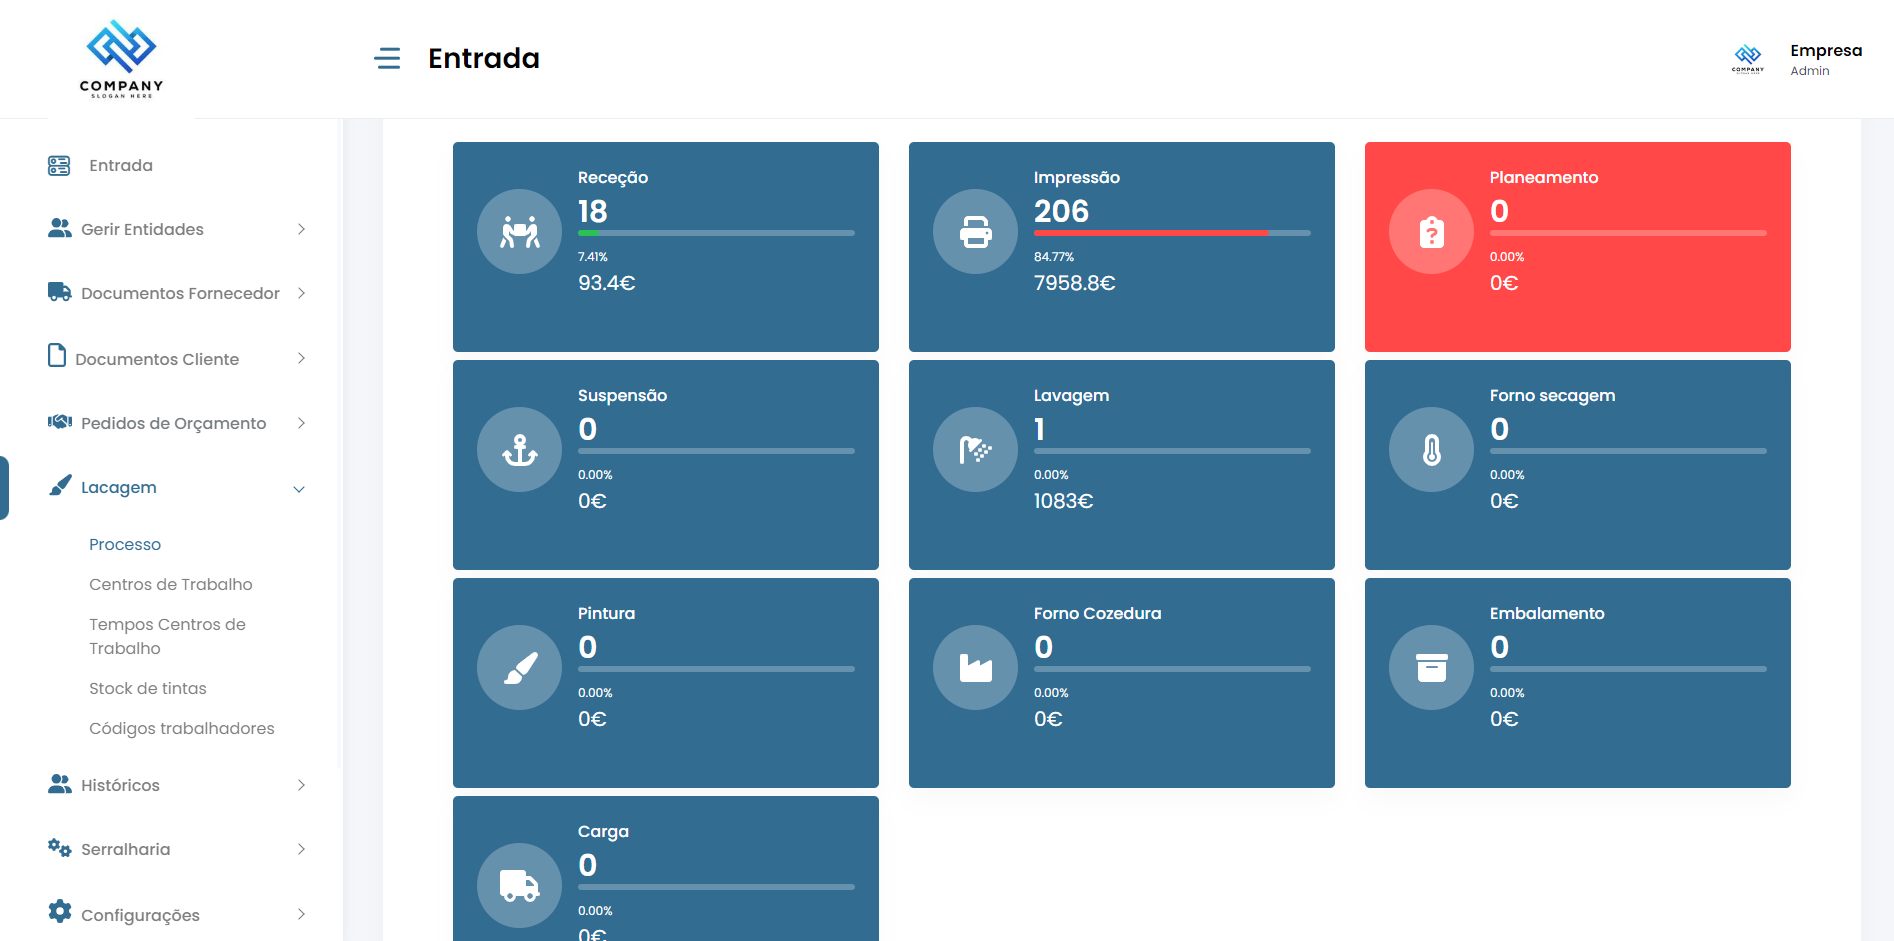 COMPANY
SLOGAN HERE
Entrada
COMPANY
Empresa
Admin
Entrada
Gerir Entidades
Documentos Fornecedor
Documentos Cliente
Pedidos de Orçamento
Lacagem
Processo
Centros de Trabalho
Tempos Centros de
Trabalho
Stock de tintas
Códigos trabalhadores
Históricos
Serralharia
Configurações
Receção
18
7.41%
93.4€
Impressão
206
84.77%
7958.8€
Planeamento
0
0.00%
0€
Suspensão
0
0.00%
0€
Lavagem
1
0.00%
1083€
Forno secagem
0
0.00%
0€
Pintura
0
0.00%
0€
Forno Cozedura
0
0.00%
0€
Embalamento
0
0.00%
0€
Carga
0
0.00%
0€